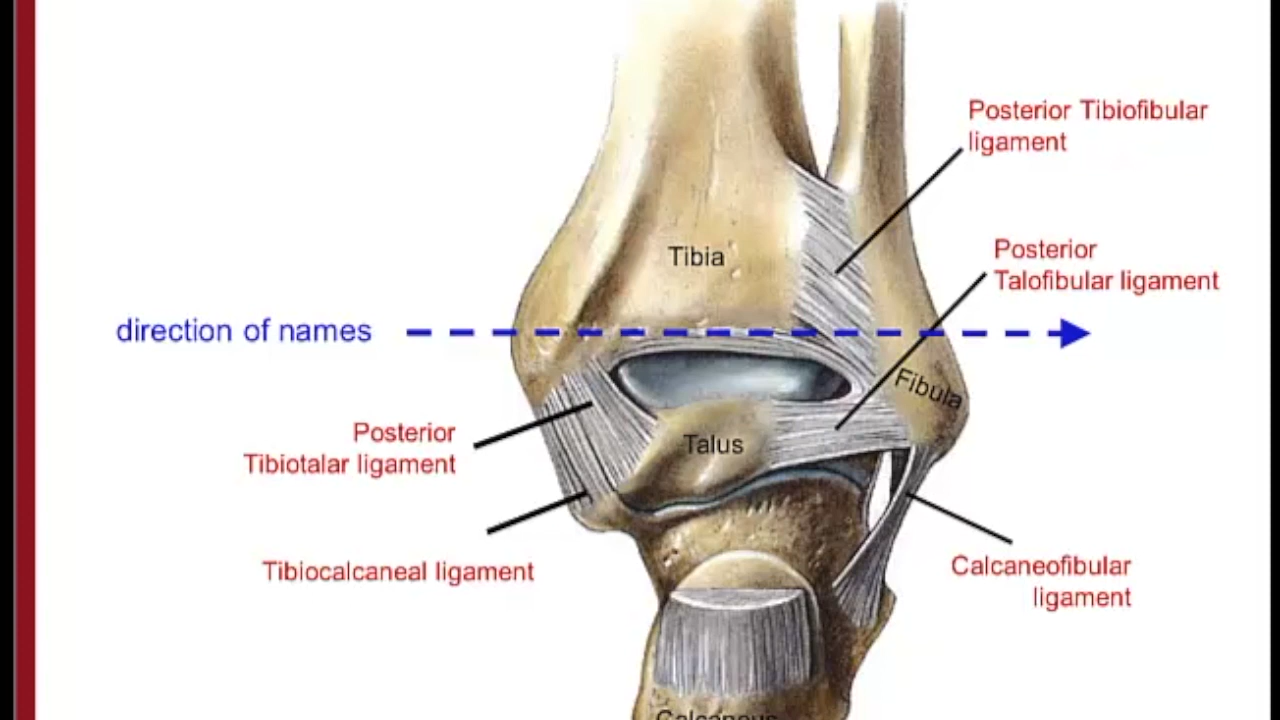 Posterior Tibiofibular
ligament
Tibia
Posterior
Talofibular ligament
direction of names
Fibula
Posterior
Tibiotalar ligament
Talus
Tibiocalcaneal ligament
Calcaneofibular
ligament
Calcaneus